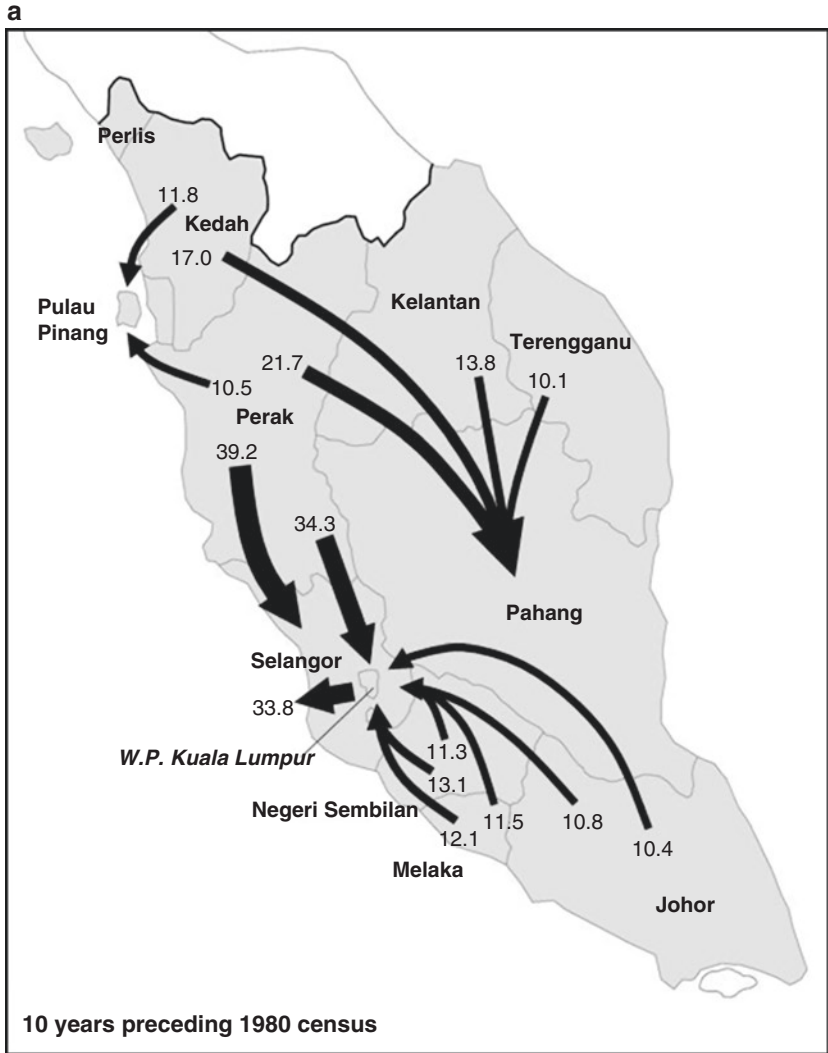 a
Perlis
11.8
Kedah
17.0
Pulau
Pinang
Kelantan
Terengganu
21.7
13.8
10.1
10.5
Perak
39.2
34.3
Pahang
Selangor
33.8
W.P. Kuala Lumpur
11.3
13.1
Negeri Sembilan
12.1
11.5
10.8
10.4
Melaka
Johor
10 years preceding 1980 census